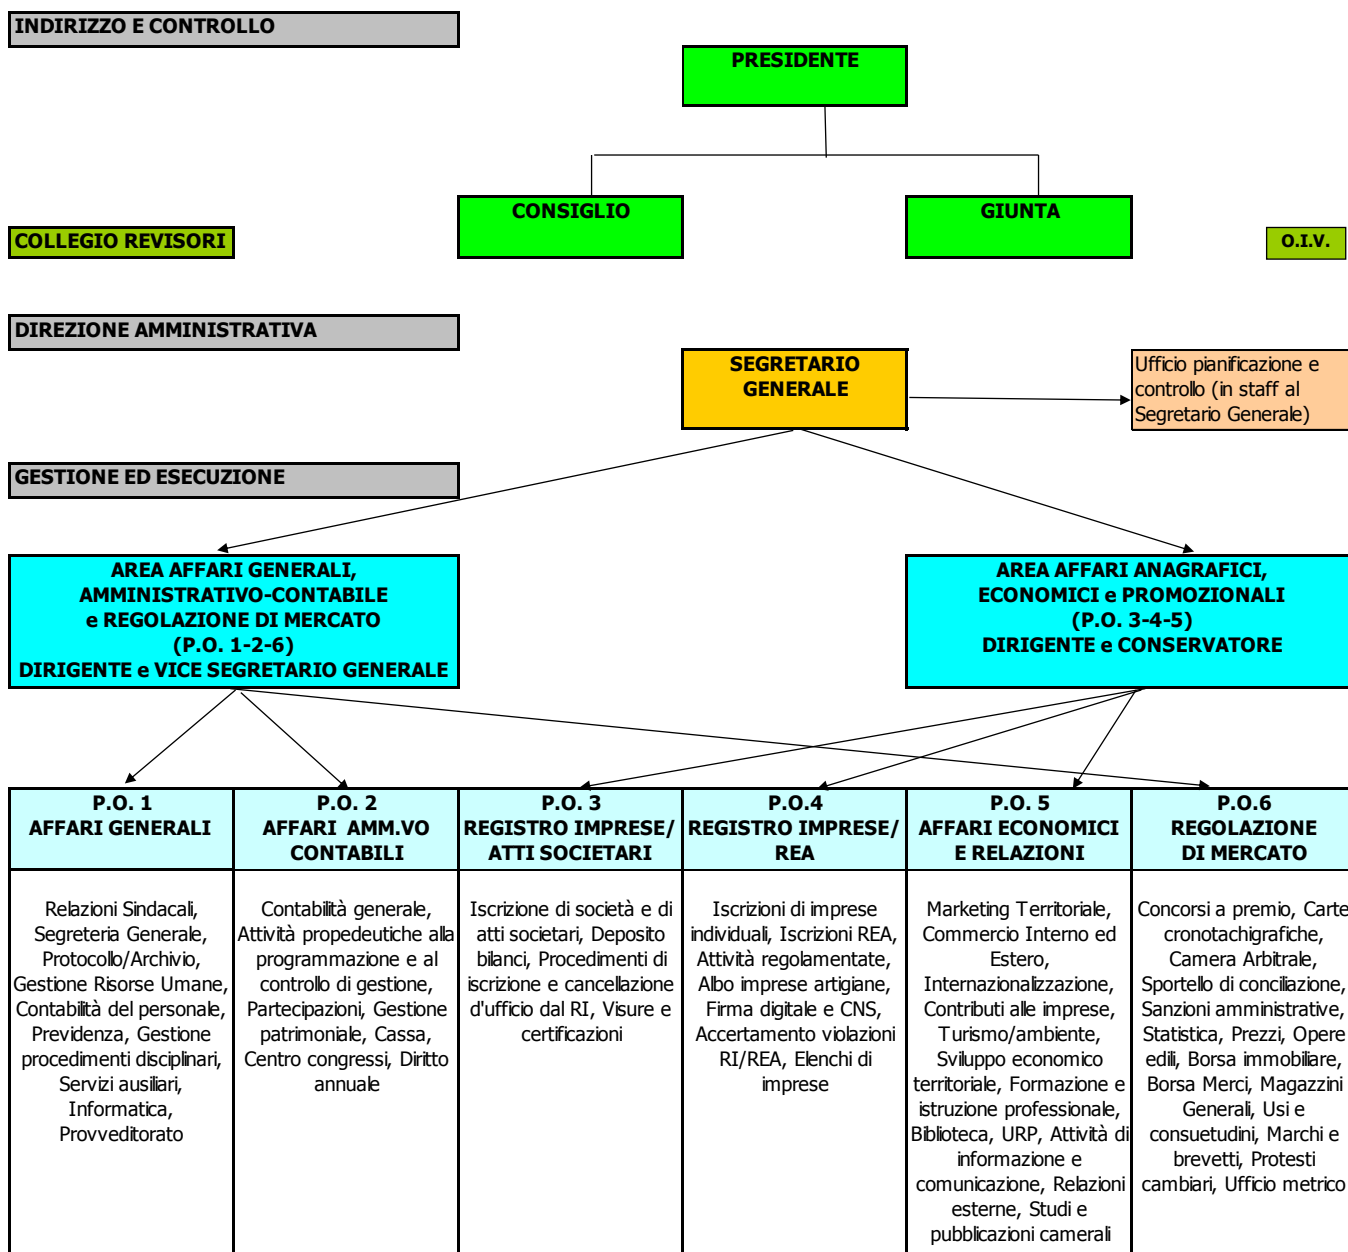 INDIRIZZO E CONTROLLO
PRESIDENTE
CONSIGLIO
GIUNTA
COLLEGIO REVISORI
O.I.V.
DIREZIONE AMMINISTRATIVA
SEGRETARIO
GENERALE
Ufficio pianificazione e
controllo (in staff al
Segretario Generale)
GESTIONE ED ESECUZIONE
AREA AFFARI GENERALI,
AMMINISTRATIVO-CONTABILE
e REGOLAZIONE DI MERCATO
(P.O. 1-2-6)
DIRIGENTE e VICE SEGRETARIO GENERALE
AREA AFFARI ANAGRAFICI,
ECONOMICI e PROMOZIONALI
(P.O. 3-4-5)
DIRIGENTE e CONSERVATORE
P.O. 1
AFFARI GENERALI
P.O. 2
AFFARI AMM.VO
CONTABILI
P.O. 3
REGISTRO IMPRESE/
ATTI SOCIETARI
P.O.4
REGISTRO IMPRESE/
REA
P.O. 5
AFFARI ECONOMICI
E RELAZIONI
P.O.6
REGOLAZIONE
DI MERCATO
Relazioni Sindacali,
Segreteria Generale,
Protocollo/Archivio,
Gestione Risorse Umane,
Contabilità del personale,
Previdenza, Gestione
procedimenti disciplinari,
Servizi ausiliari,
Informatica,
Provveditorato
Contabilità generale,
Attività propedeutiche alla
programmazione e al
controllo di gestione,
Partecipazioni, Gestione
patrimoniale, Cassa,
Centro congressi, Diritto
annuale
Iscrizione di società e di
atti societari, Deposito
bilanci, Procedimenti di
iscrizione e cancellazione
d'ufficio dal RI, Visure e
certificazioni
Iscrizioni di imprese
individuali, Iscrizioni REA,
Attività regolamentate,
Albo imprese artigiane,
Firma digitale e CNS,
Accertamento violazioni
RI/REA, Elenchi di
imprese
Marketing Territoriale,
Commercio Interno ed
Estero,
Internazionalizzazione,
Contributi alle imprese,
Turismo/ambiente,
Sviluppo economico
territoriale, Formazione e
istruzione professionale,
Biblioteca, URP, Attività di
informazione e
comunicazione, Relazioni
esterne, Studi e
pubblicazioni camerali
Concorsi a premio, Carte
cronotachigrafiche,
Camera Arbitrale,
Sportello di conciliazione,
Sanzioni amministrative,
Statistica, Prezzi, Opere
edili, Borsa immobiliare,
Borsa Merci, Magazzini
Generali, Usi e
consuetudini, Marchi e
brevetti, Protesti
cambiari, Ufficio metrico